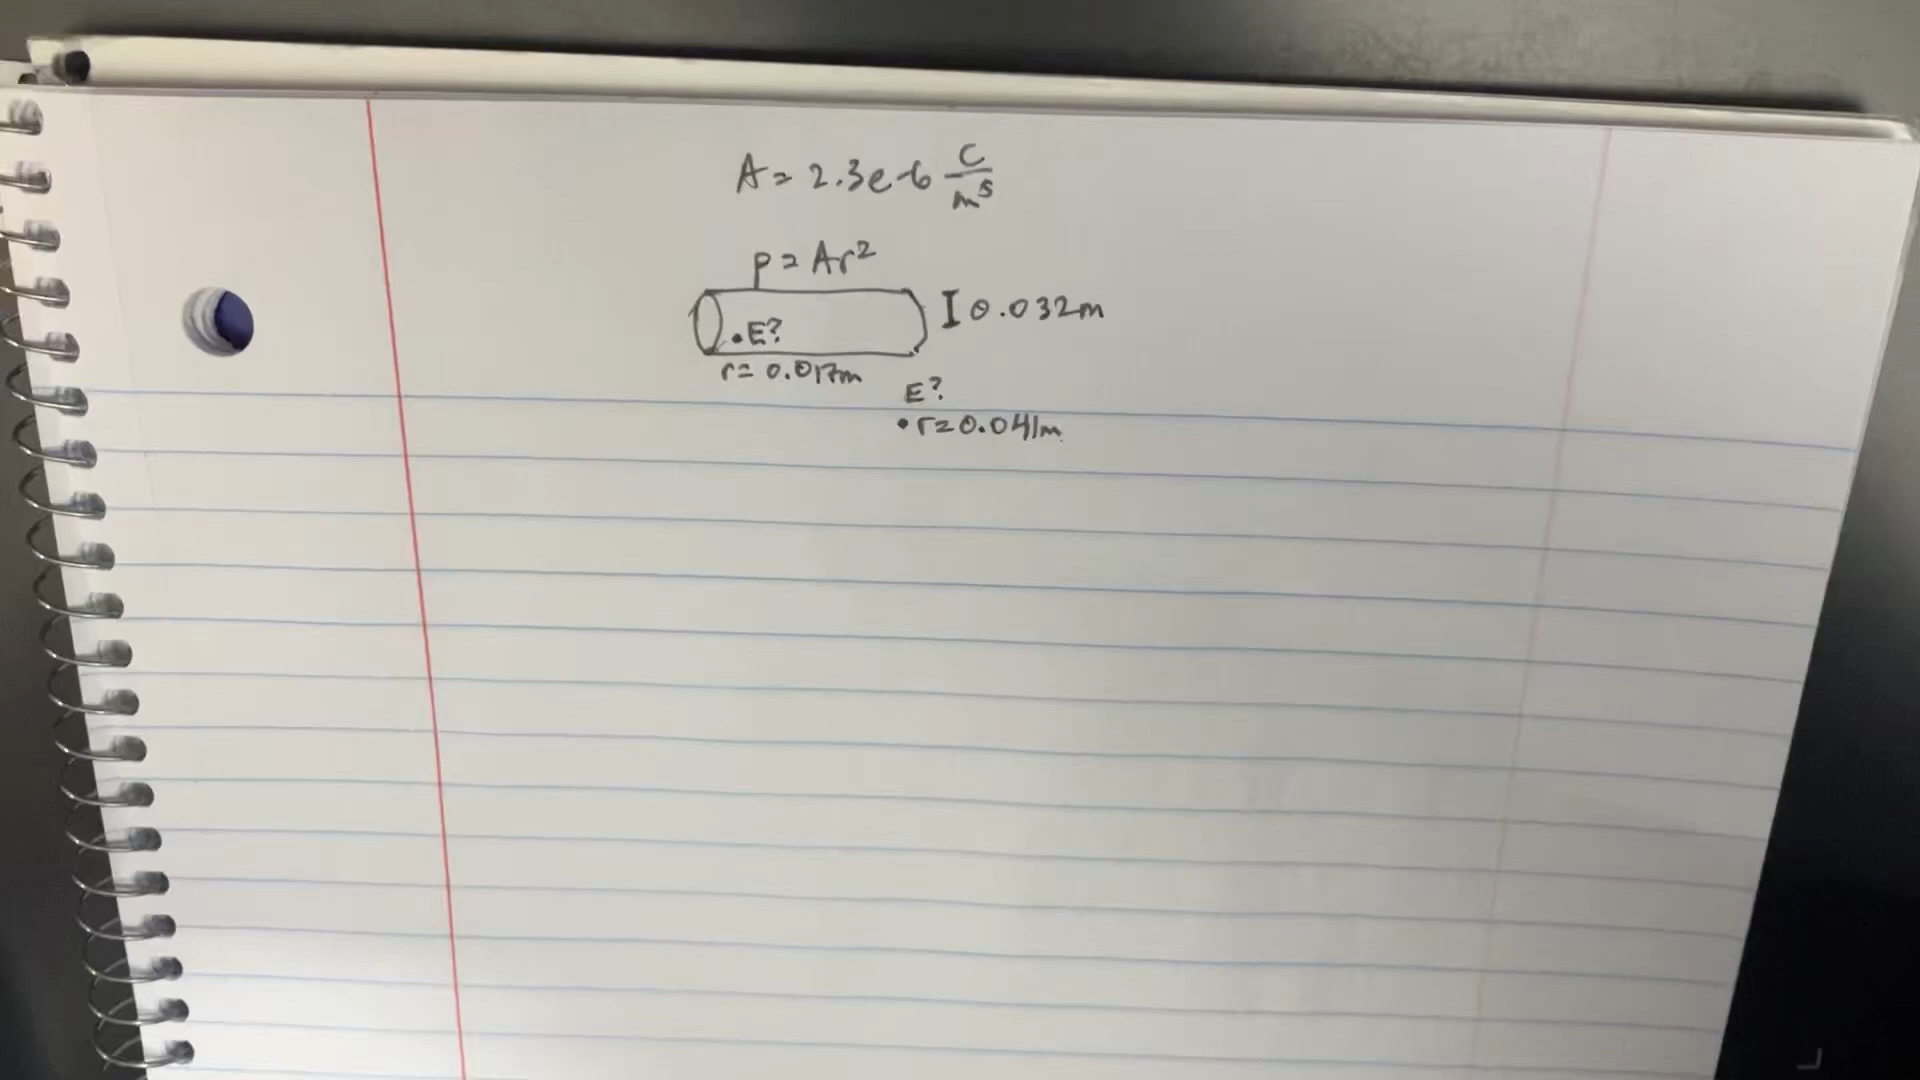 A = 2.3e-6 C/m⁵
p = Ar²
I 0.032m
•E?
r = 0.017m
E?
• r = 0.041m